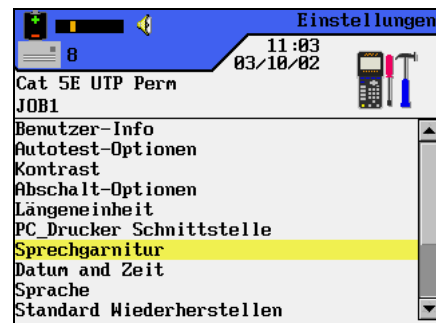 Einstellungen
8
11:03
03/10/02
Cat 5E UTP Perm
JOB1
Benutzer-Info
Autotest-Optionen
Kontrast
Abschalt-Optionen
Längeneinheit
PC_Drucker Schnittstelle
Sprechgarnitur
Datum and Zeit
Sprache
Standard Wiederherstellen